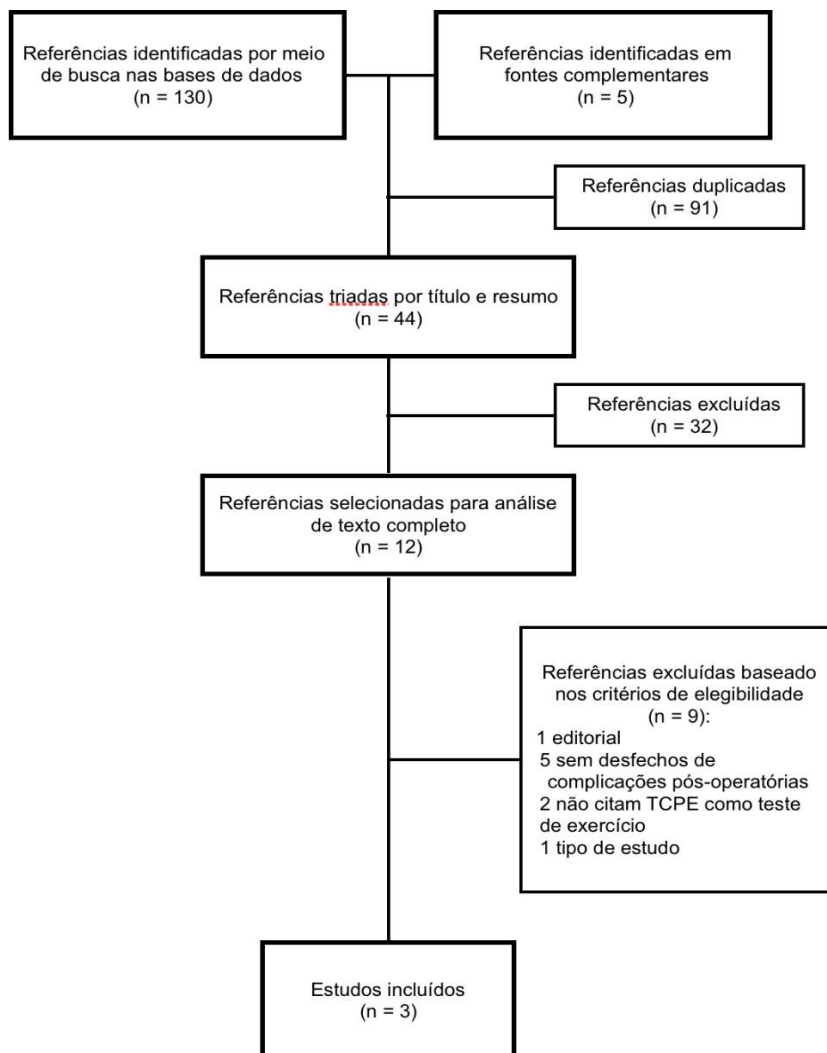 Referências identificadas por meio
de busca nas bases de dados
(n = 130)
Referências identificadas em
fontes complementares
(n = 5)
Referências duplicadas
(n = 91)
Referências triadas por título e resumo
(n = 44)
Referências excluídas
(n = 32)
Referências selecionadas para análise
de texto completo
(n = 12)
Referências excluídas baseado
nos critérios de elegibilidade
(n = 9):
1 editorial
5 sem desfechos de
complicações pós-operatórias
2 não citam TCPE como teste
de exercício
1 tipo de estudo
Estudos incluídos
(n = 3)